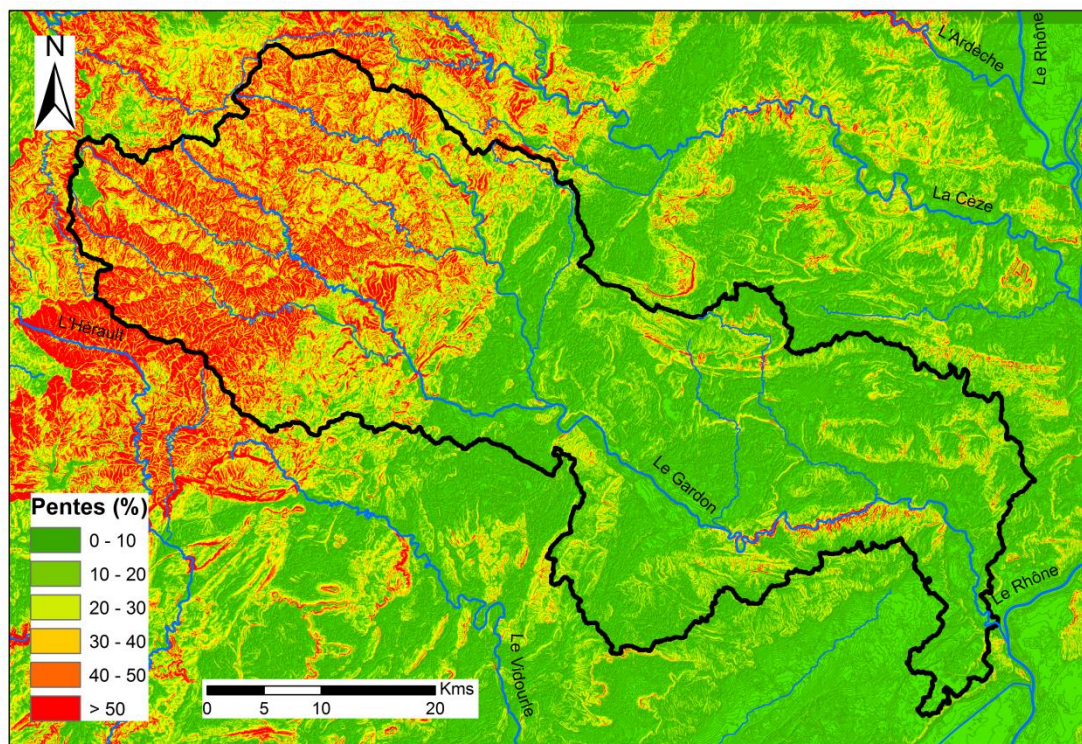 N
L'Ardèche
Le Rhône
La Cèze
L'Hérault
Le Gardon
Le Rhône
Le Vidourle
Pentes (%)
0 - 10
10 - 20
20 - 30
30 - 40
40 - 50
> 50
Kms
0 5 10 20